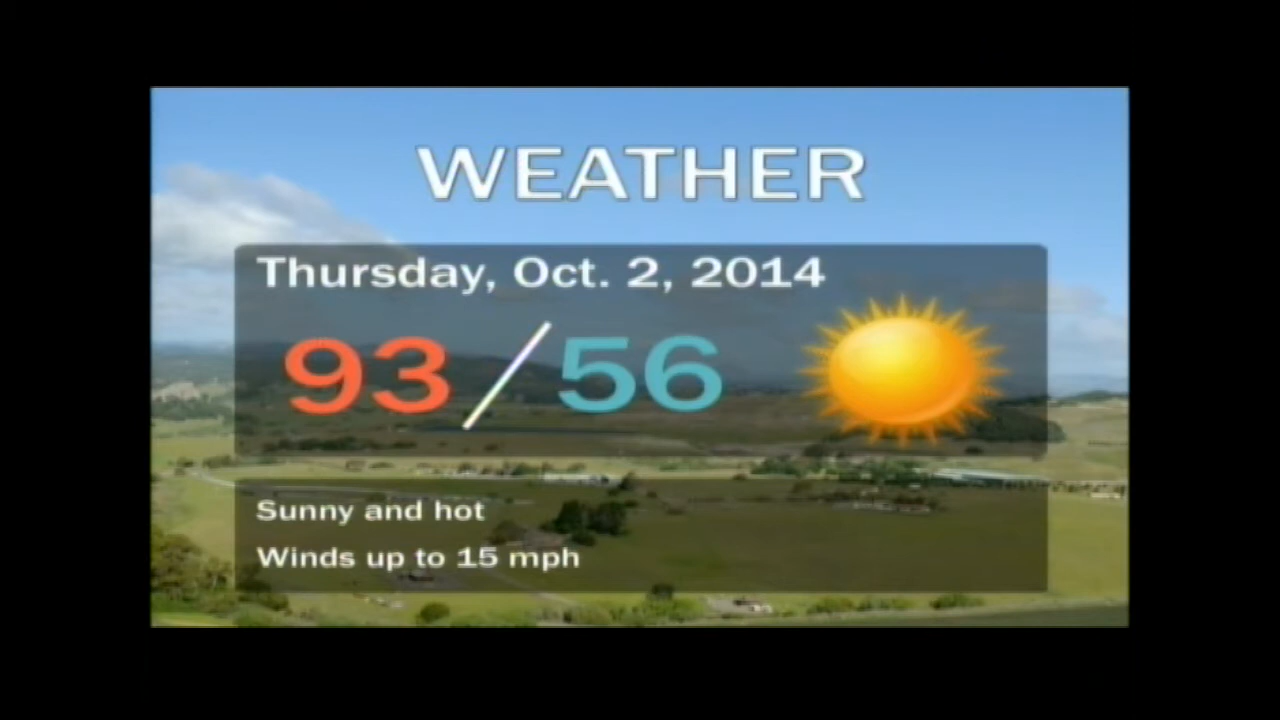 WEATHER
Thursday, Oct. 2, 2014
93/56
Sunny and hot
Winds up to 15 mph